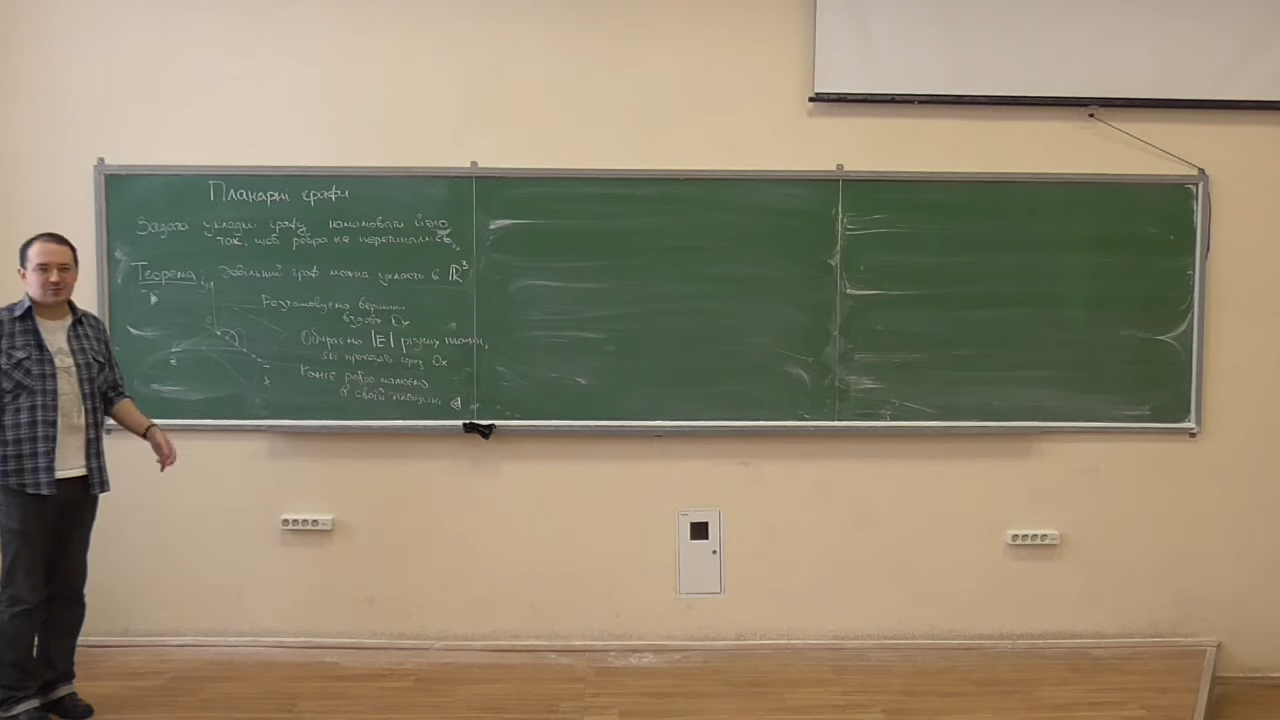 Планарні графи
Задача укладки графу: намалювати його
так, щоб ребра не перетинались.
Теорема: Довільний граф можна укласти в ℝ³
y
Розташовуємо вершини
вздовж Ox
0
Обираємо |E| різних площин,
які проходять через Ox
z
x
Кожне ребро малюємо
в своїй площині.